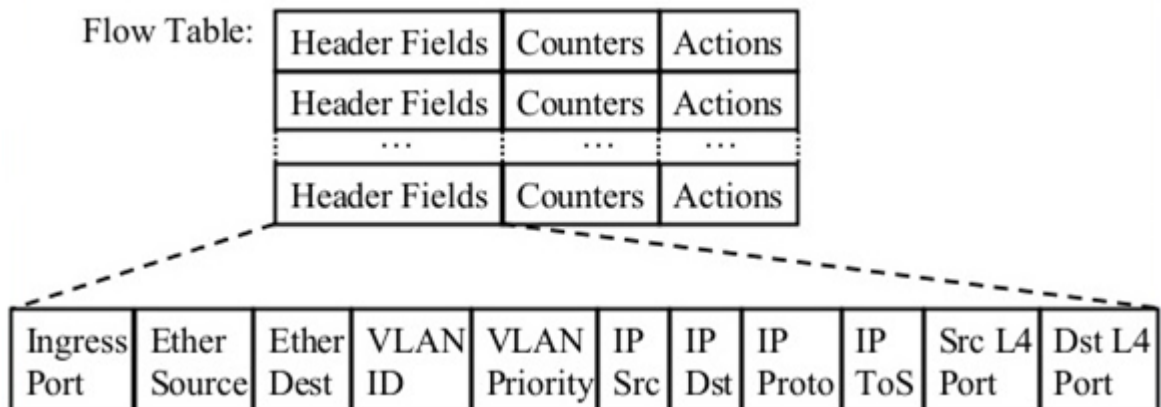 Flow Table:
Header Fields Counters Actions
Header Fields Counters Actions
... ... ...
Header Fields Counters Actions
Ingress Ether Ether VLAN VLAN IP IP IP IP Src L4 Dst L4
Port Source Dest ID Priority Src Dst Proto ToS Port Port